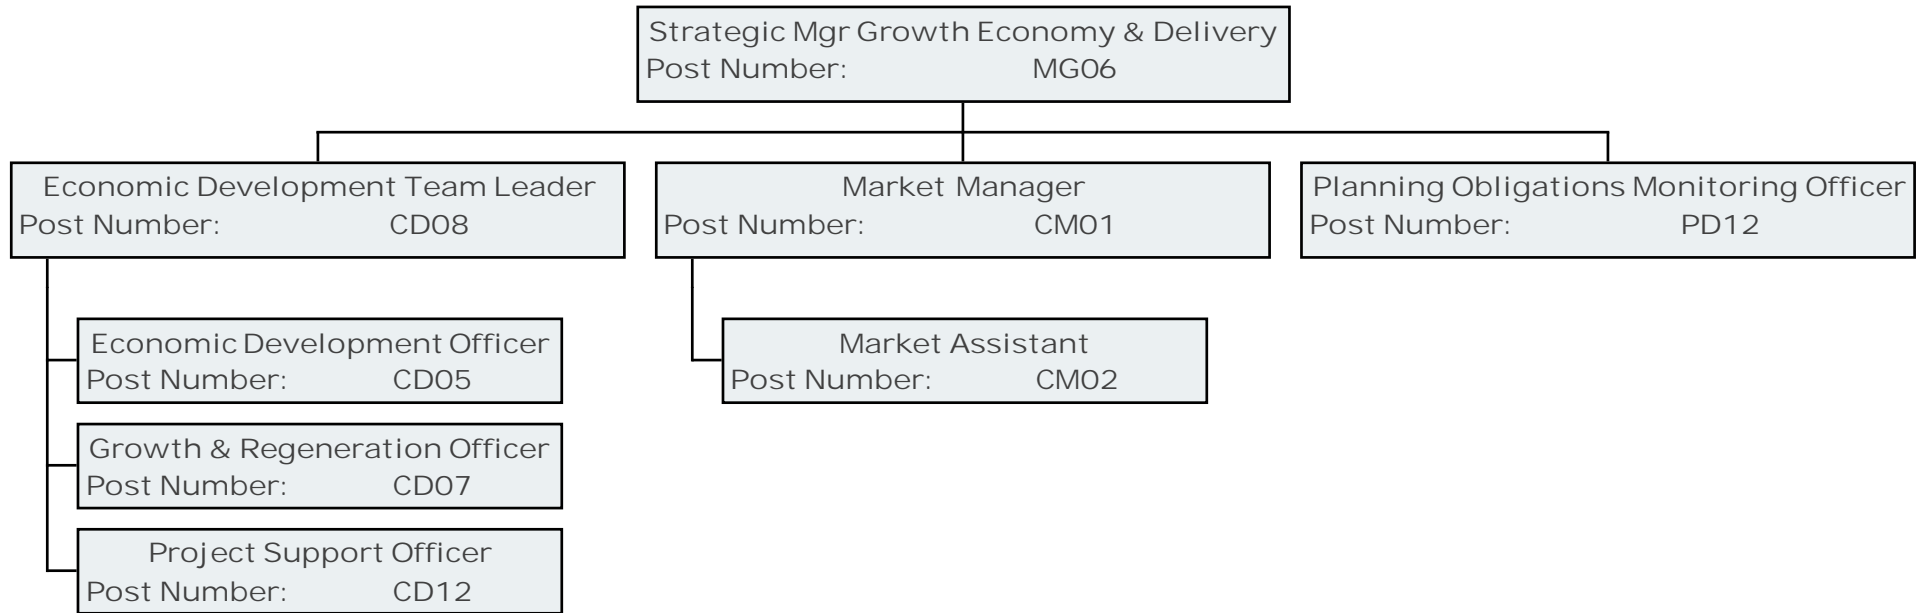 Strategic Mgr Growth Economy & Delivery
Post Number: MG06
Economic Development Team Leader
Post Number: CD08
Market Manager
Post Number: CM01
Planning Obligations Monitoring Officer
Post Number: PD12
Economic Development Officer
Post Number: CD05
Market Assistant
Post Number: CM02
Growth & Regeneration Officer
Post Number: CD07
Project Support Officer
Post Number: CD12